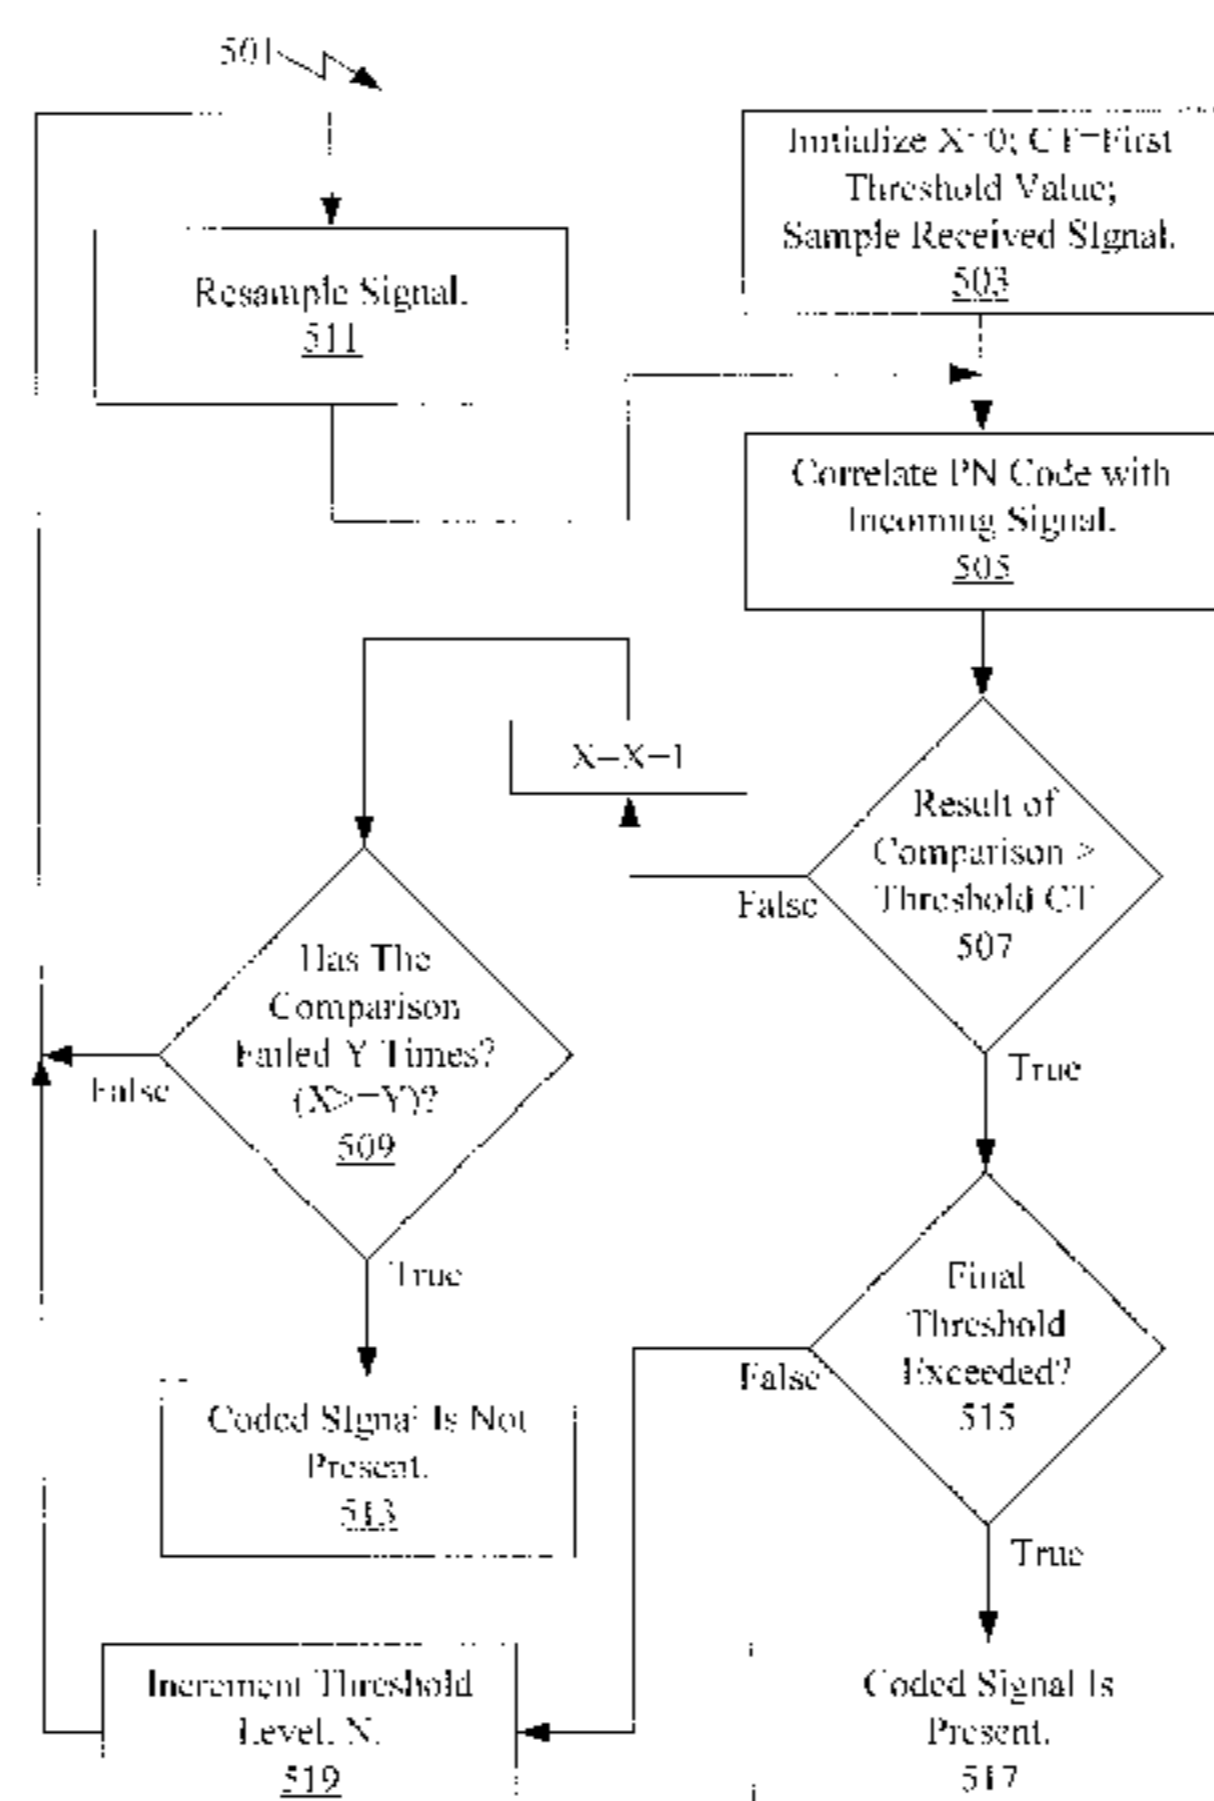 501
Initialize X=0; CT=First
Threshold Value;
Sample Received SIgnal.
503
Resample Signal.
511
Correlate PN Code with
Incoming Signal.
505
Result of
Comparison >
Threshold CT
507
False
True
Has The
Comparison
Failed Y Times?
(X>=Y)?
509
False
True
Final
Threshold
Exceeded?
515
False
True
Coded SIgnal Is Not
Present.
513
Increment Threshold
Level, N.
519
Coded Signal Is
Present.
517